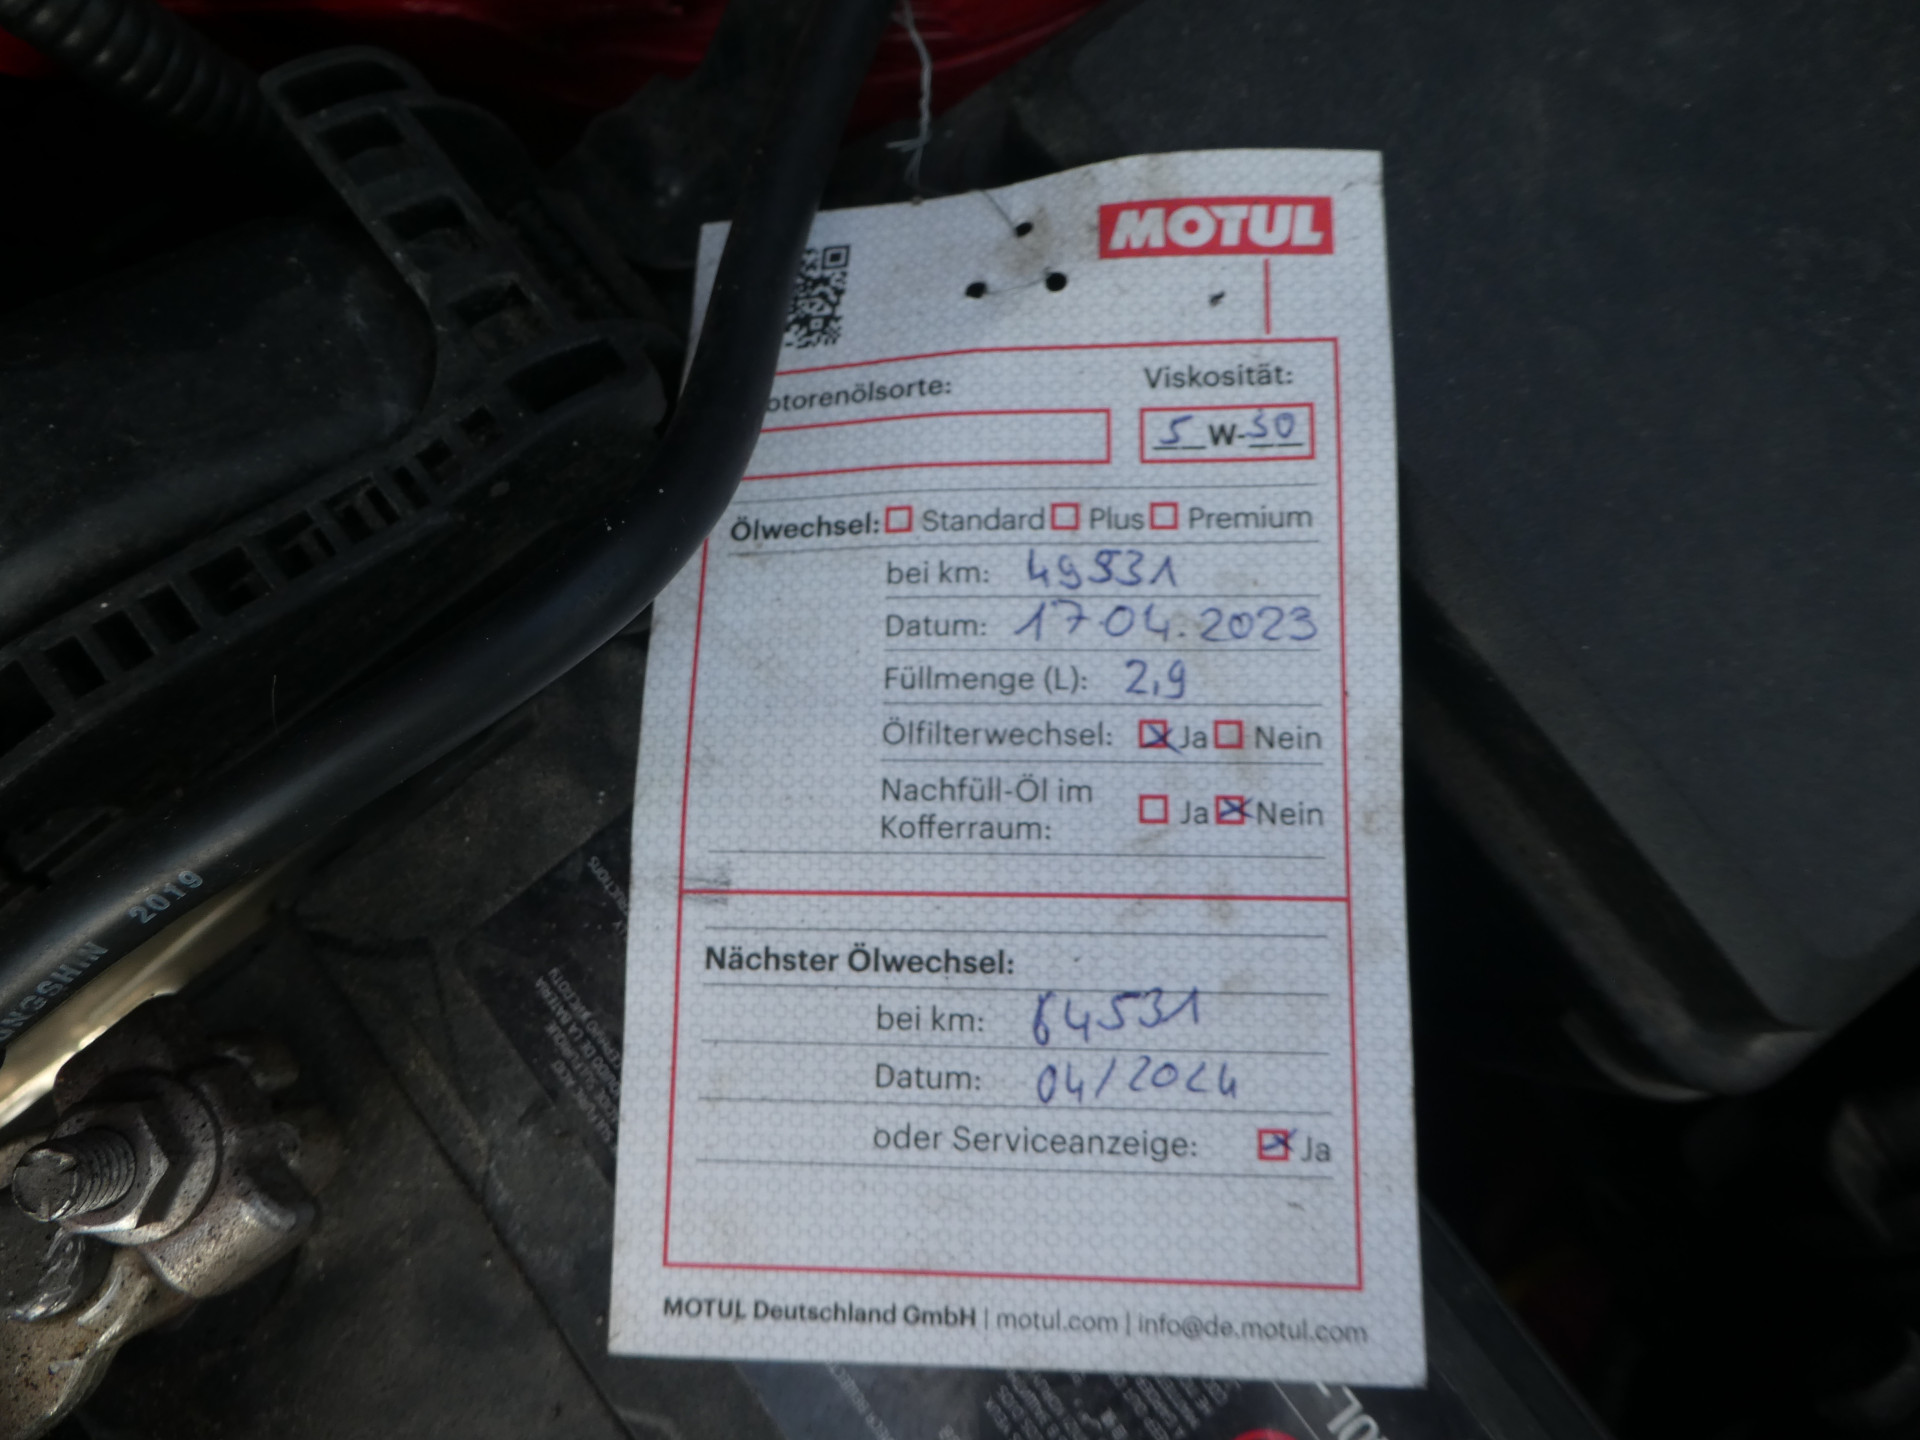 MOTUL
Motorenölsorte:
Viskosität:
5 W-30
Ölwechsel: Standard Plus Premium
bei km: 49531
Datum: 17.04.2023
Füllmenge (L): 2,9
Ölfilterwechsel: Ja Nein
Nachfüll-Öl im Ja Nein
Kofferraum:
Nächster Ölwechsel:
bei km: 64531
Datum: 04/2024
oder Serviceanzeige: Ja
MOTUL Deutschland GmbH | motul.com | info@de.motul.com
2019